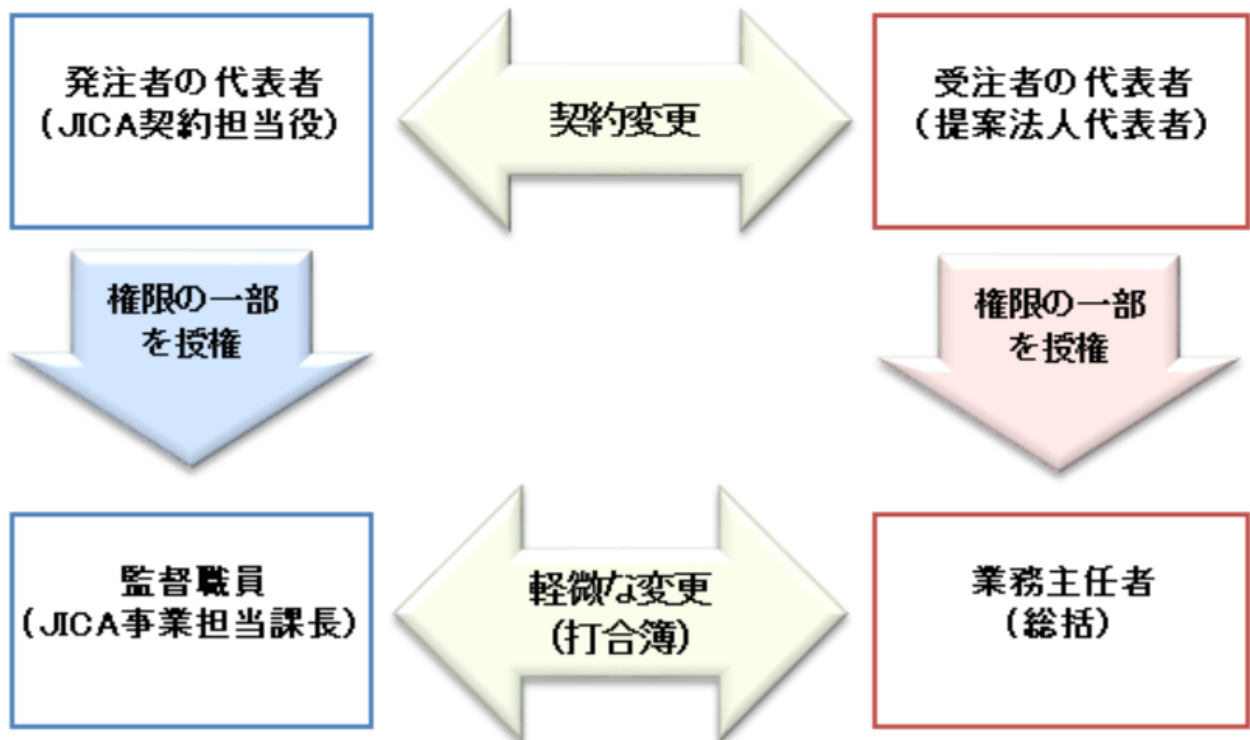 発注者の代表者
(JICA契約担当役)
契約変更
受注者の代表者
(提案法人代表者)
権限の一部
を授権
権限の一部
を授権
監督職員
(JICA事業担当課長)
軽微な変更
(打合簿)
業務主任者
(総括)